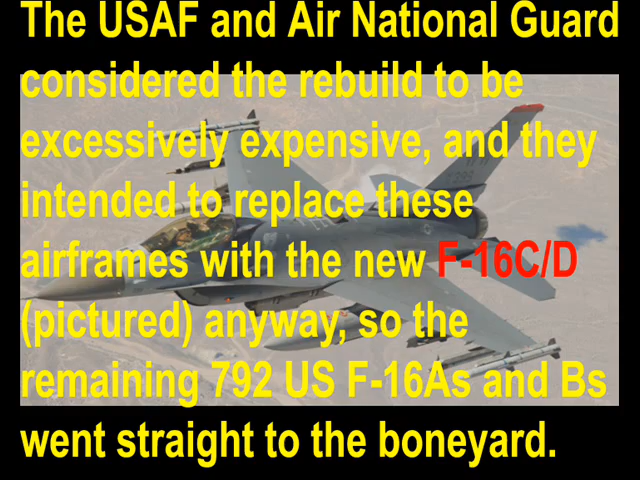 The USAF and Air National Guard
considered the rebuild to be
excessively expensive, and they
intended to replace these
airframes with the new F-16C/D
(pictured) anyway, so the
remaining 792 US F-16As and Bs
went straight to the boneyard.